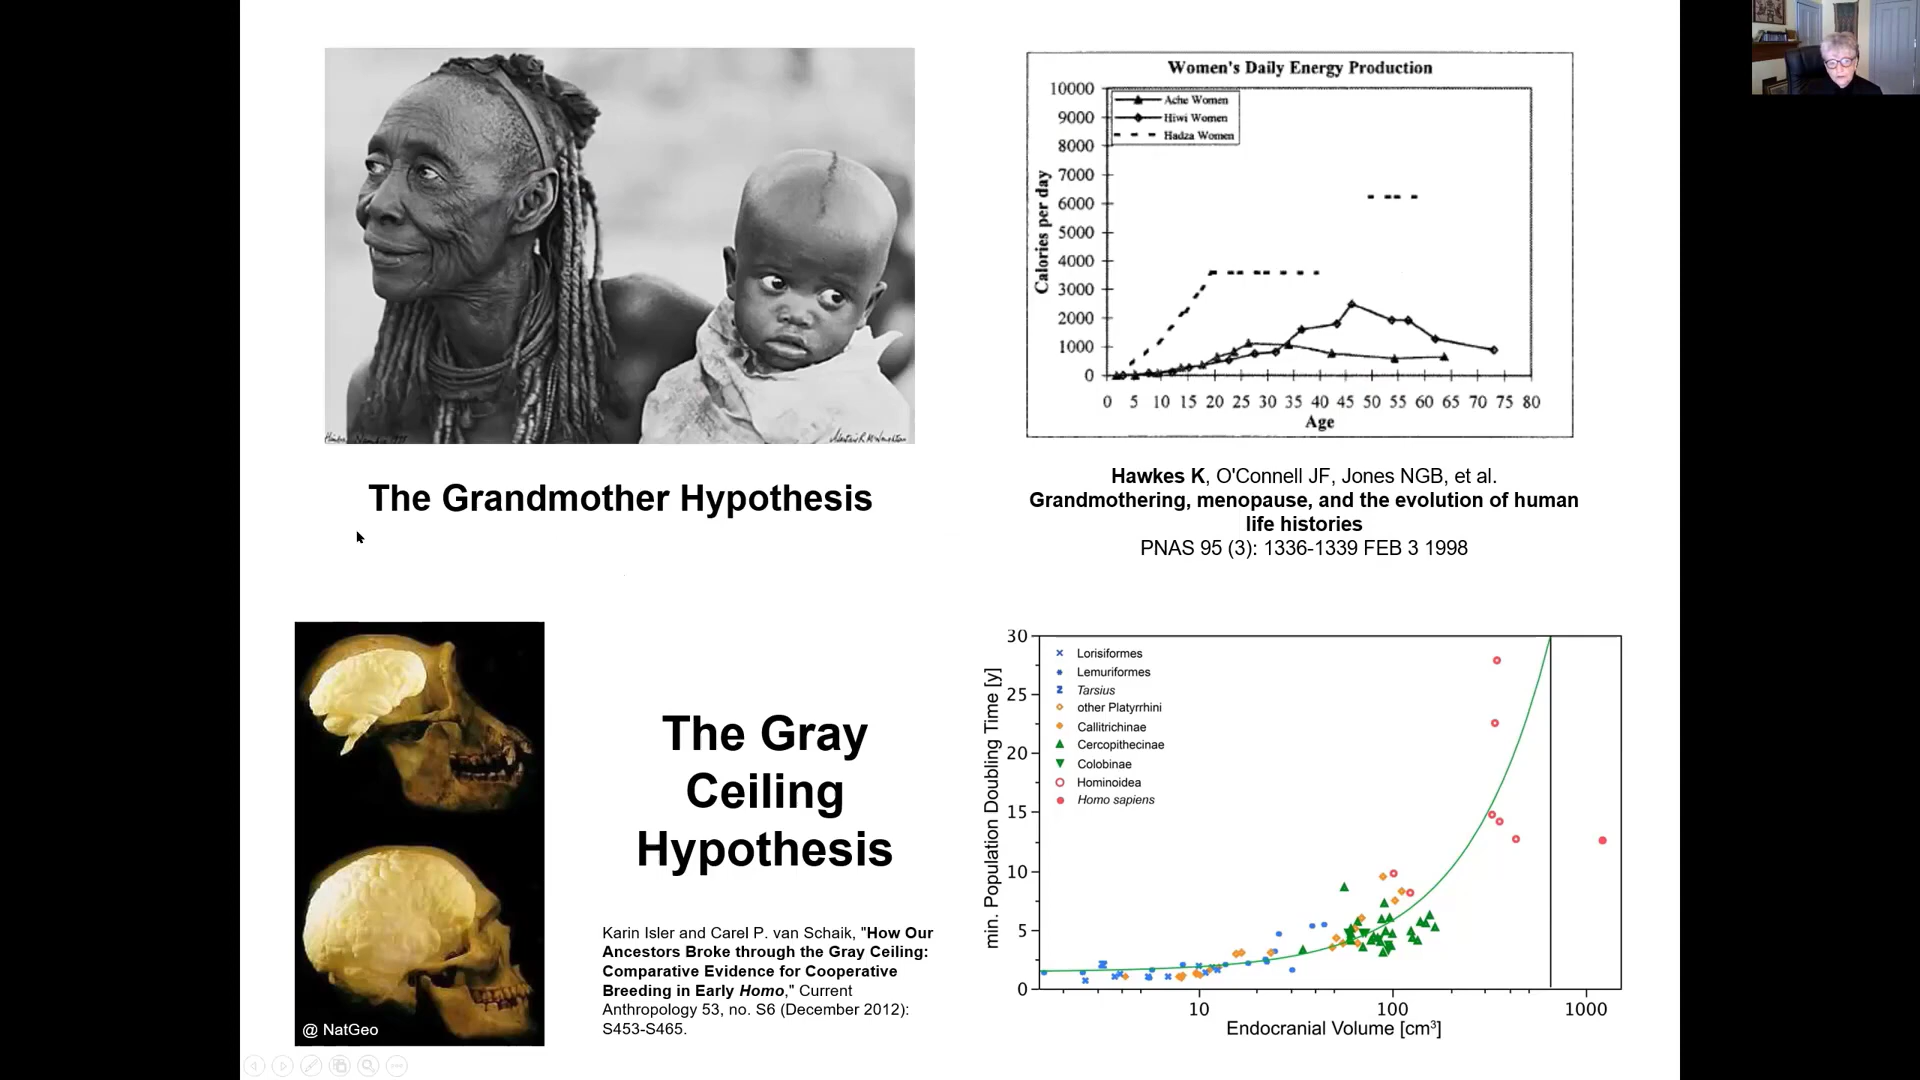 Women's Daily Energy Production
Ache Women
Hiwi Women
Hadza Women
Calories per day
10000
9000
8000
7000
6000
5000
4000
3000
2000
1000
0
0 5 10 15 20 25 30 35 40 45 50 55 60 65 70 75 80
Age
The Grandmother Hypothesis
Hawkes K, O'Connell JF, Jones NGB, et al.
Grandmothering, menopause, and the evolution of human
life histories
PNAS 95 (3): 1336-1339 FEB 3 1998
@ NatGeo
The Gray
Ceiling
Hypothesis
Karin Isler and Carel P. van Schaik, "How Our
Ancestors Broke through the Gray Ceiling:
Comparative Evidence for Cooperative
Breeding in Early Homo," Current
Anthropology 53, no. S6 (December 2012):
S453-S465.
min. Population Doubling Time [y]
30
25
20
15
10
5
0
Lorisiformes
Lemuriformes
Tarsius
other Platyrrhini
Callitrichinae
Cercopithecinae
Colobinae
Hominoidea
Homo sapiens
10 100 1000
Endocranial Volume [cm³]